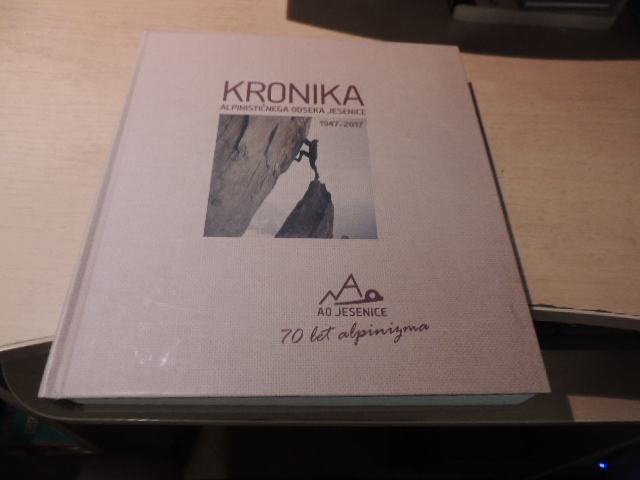 KRONIKA
ALPINISTIČNEGA ODSEKA JESENICE
1947-2017
AO JESENICE
70 let alpinizma